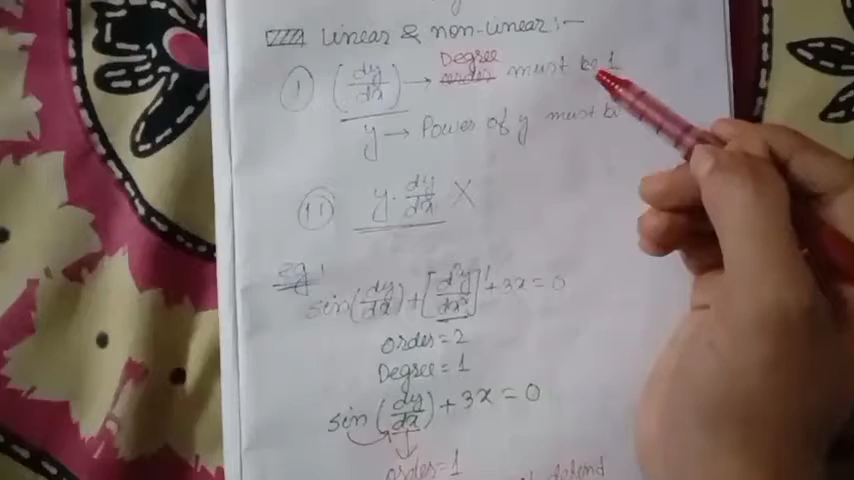 Linear & non-linear:-
(i) (dy/dx) → Degree must be 1
y → Power of y must be
(ii) y. dy/dx X
eg:
sin(dy/dx) + [d²y/dx²]¹ + 3x = 0
order = 2
Degree = 1
sin(dy/dx) + 3x = 0
order = 1
defend